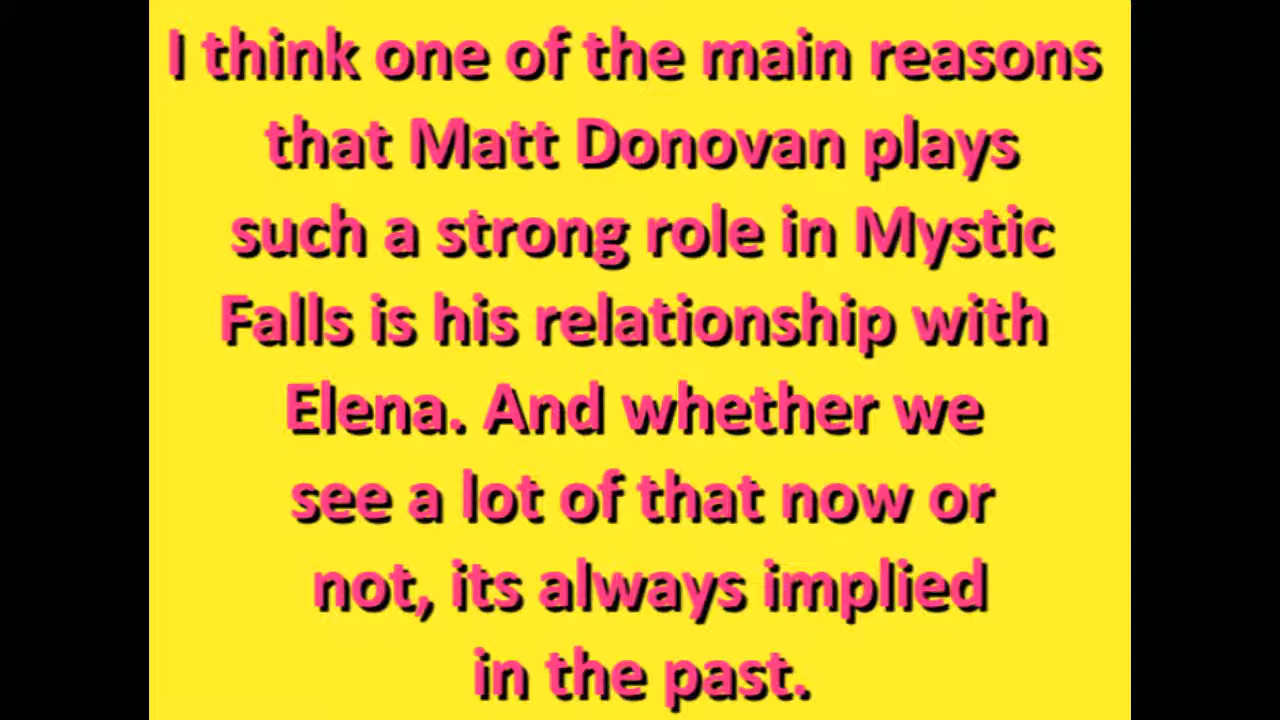 I think one of the main reasons
that Matt Donovan plays
such a strong role in Mystic
Falls is his relationship with
Elena. And whether we
see a lot of that now or
not, its always implied
in the past.